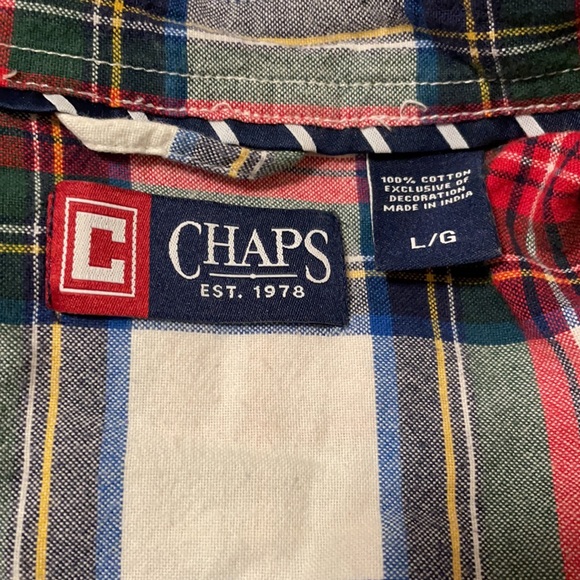 C
CHAPS
EST. 1978
100% COTTON
EXCLUSIVE OF
DECORATION
MADE IN INDIA
L/G